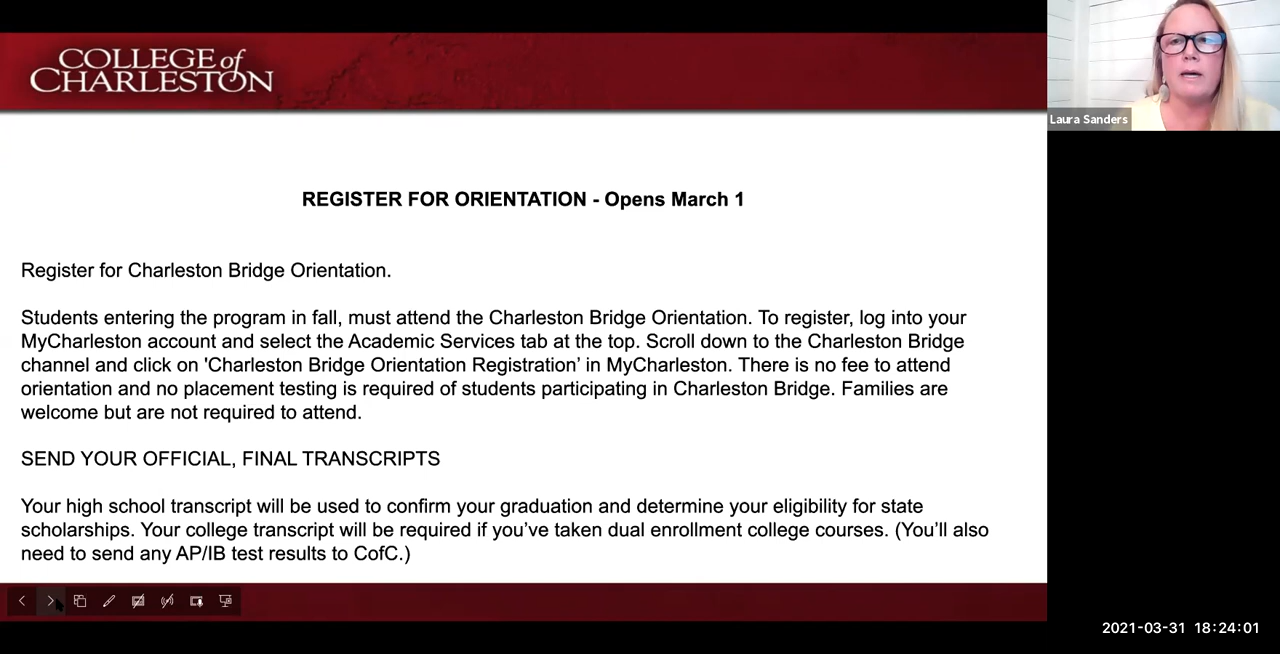 COLLEGE of
CHARLESTON
Laura Sanders
REGISTER FOR ORIENTATION - Opens March 1
Register for Charleston Bridge Orientation.
Students entering the program in fall, must attend the Charleston Bridge Orientation. To register, log into your
MyCharleston account and select the Academic Services tab at the top. Scroll down to the Charleston Bridge
channel and click on 'Charleston Bridge Orientation Registration’ in MyCharleston. There is no fee to attend
orientation and no placement testing is required of students participating in Charleston Bridge. Families are
welcome but are not required to attend.
SEND YOUR OFFICIAL, FINAL TRANSCRIPTS
Your high school transcript will be used to confirm your graduation and determine your eligibility for state
scholarships. Your college transcript will be required if you’ve taken dual enrollment college courses. (You’ll also
need to send any AP/IB test results to CofC.)
2021-03-31 18:24:01